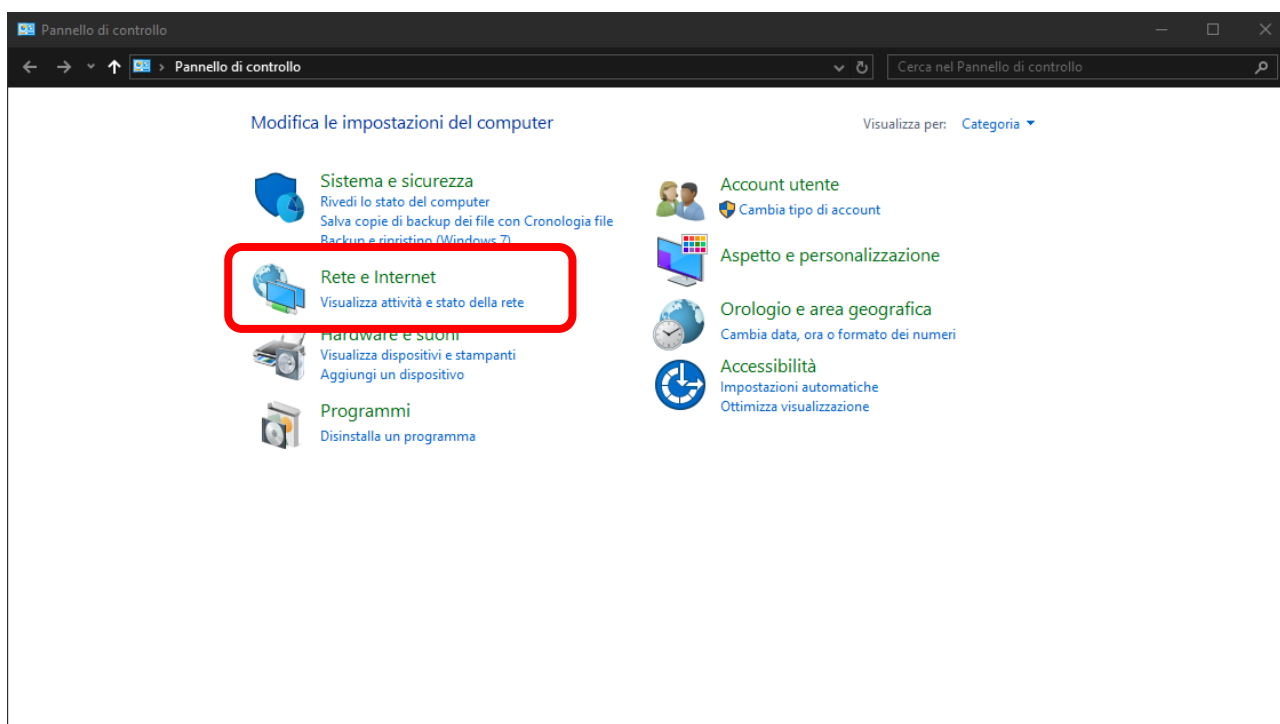 Pannello di controllo
Pannello di controllo
Cerca nel Pannello di controllo
Modifica le impostazioni del computer
Visualizza per: Categoria
Sistema e sicurezza
Rivedi lo stato del computer
Salva copie di backup dei file con Cronologia file
Backup e ripristino (Windows 7)
Rete e Internet
Visualizza attività e stato della rete
Hardware e suoni
Visualizza dispositivi e stampanti
Aggiungi un dispositivo
Programmi
Disinstalla un programma
Account utente
Cambia tipo di account
Aspetto e personalizzazione
Orologio e area geografica
Cambia data, ora o formato dei numeri
Accessibilità
Impostazioni automatiche
Ottimizza visualizzazione